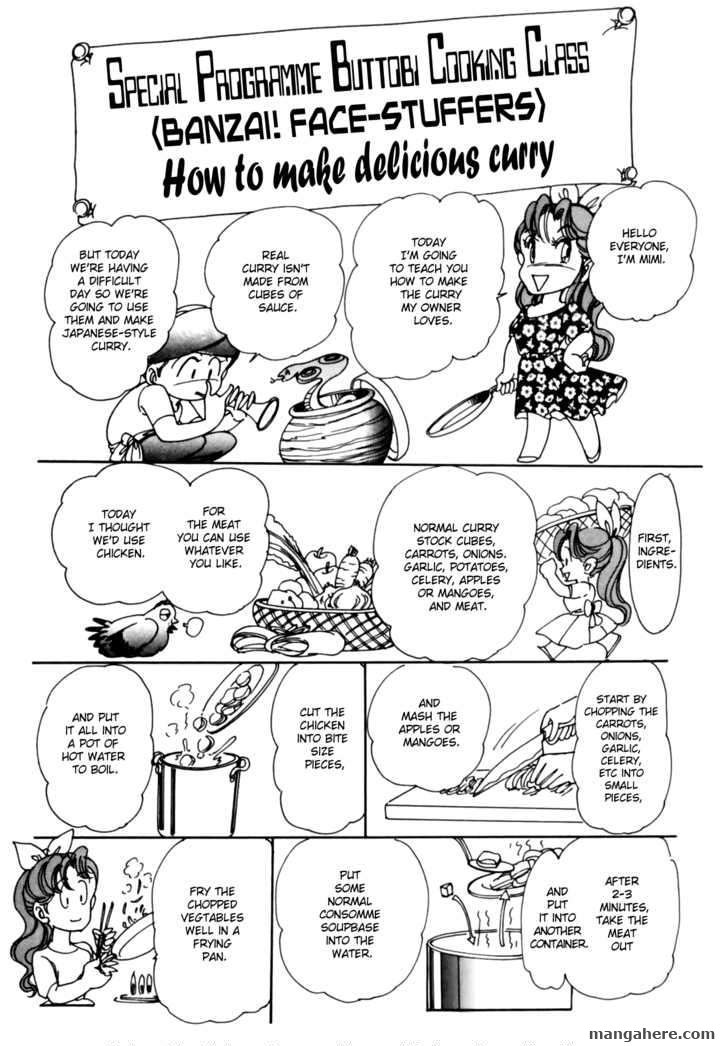 SPECIAL PROGRAMME BUTTOBI COOKING CLASS
<BANZAI! FACE-STUFFERS>
How to make delicious curry
HELLO
EVERYONE,
I'M MIMI.
TODAY
I'M GOING
TO TEACH YOU
HOW TO MAKE
THE CURRY
MY OWNER
LOVES.
REAL
CURRY ISN'T
MADE FROM
CUBES OF
SAUCE.
BUT TODAY
WE'RE HAVING
A DIFFICULT
DAY SO WE'RE
GOING TO USE
THEM AND MAKE
JAPANESE-STYLE
CURRY.
FIRST,
INGRE-
DIENTS.
NORMAL CURRY
STOCK CUBES,
CARROTS, ONIONS.
GARLIC, POTATOES,
CELERY, APPLES
OR MANGOES,
AND MEAT.
FOR
THE MEAT
YOU CAN USE
WHATEVER
YOU LIKE.
TODAY
I THOUGHT
WE'D USE
CHICKEN.
START BY
CHOPPING THE
CARROTS,
ONIONS,
GARLIC,
CELERY,
ETC INTO
SMALL
PIECES,
AND
MASH THE
APPLES OR
MANGOES.
CUT THE
CHICKEN
INTO BITE
SIZE
PIECES,
AND PUT
IT ALL INTO
A POT OF
HOT WATER
TO BOIL.
AFTER
2-3
MINUTES,
TAKE THE
MEAT
OUT
AND
PUT IT INTO
ANOTHER
CONTAINER.
PUT
SOME
NORMAL
CONSOMME
SOUPBASE
INTO THE
WATER.
FRY THE
CHOPPED
VEGTABLES
WELL IN A
FRYING
PAN.
mangahere.com